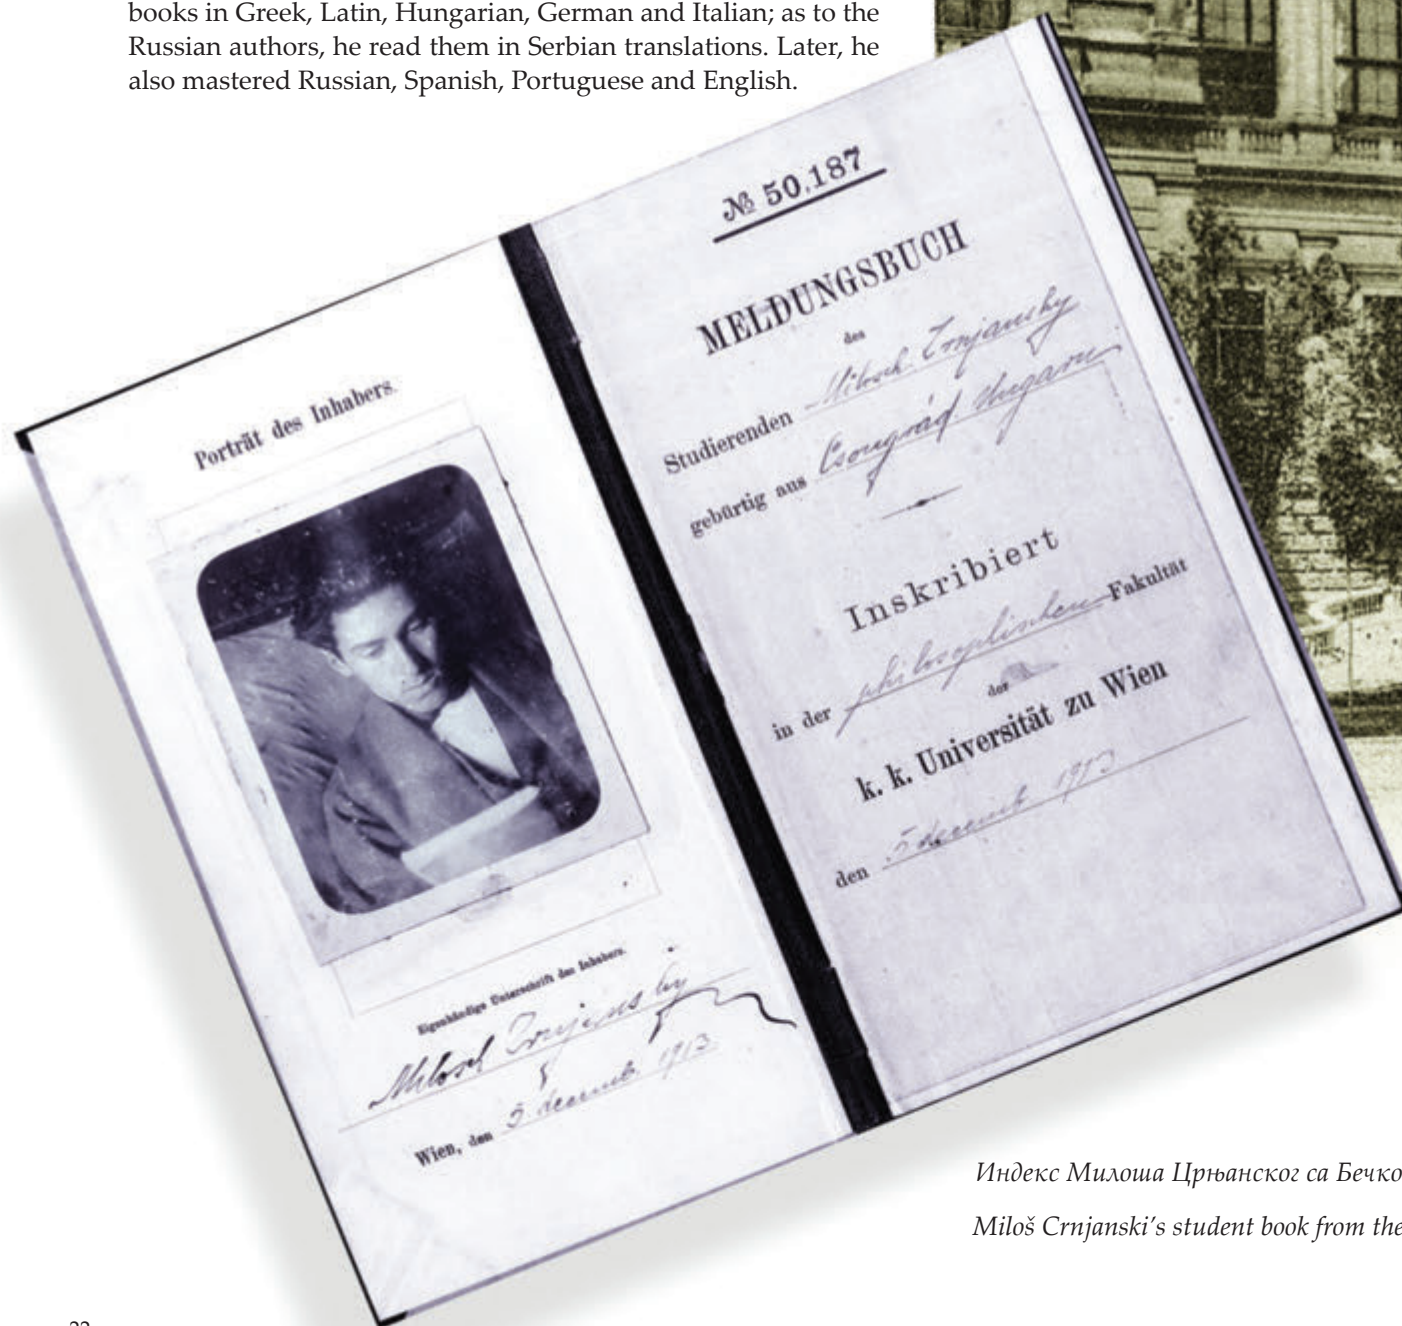 books in Greek, Latin, Hungarian, German and Italian; as to the
Russian authors, he read them in Serbian translations. Later, he
also mastered Russian, Spanish, Portuguese and English.
Porträt des Inhabers.
Eigenhändige Unterschrift des Inhabers.
Milosch Crnjansky
Wien, den 5 decemb. 1913.
№ 50.187
MELDUNGSBUCH
des
Studierenden Milosch Crnjansky
gebürtig aus Csongrád Ungarn
Inskribiert
in der philosophischen Fakultät
der
k. k. Universität zu Wien
den 5 decemb 1913
Индекс Милоша Црњанског са Бечко
Miloš Crnjanski's student book from the